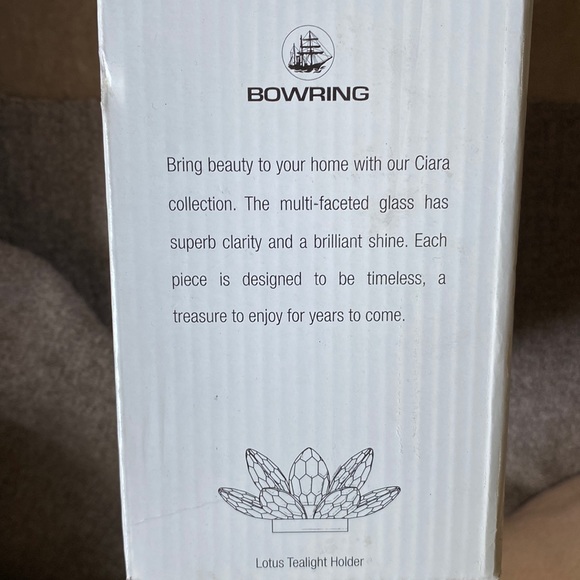 BOWRING
Bring beauty to your home with our Ciara
collection. The multi-faceted glass has
superb clarity and a brilliant shine. Each
piece is designed to be timeless, a
treasure to enjoy for years to come.
Lotus Tealight Holder